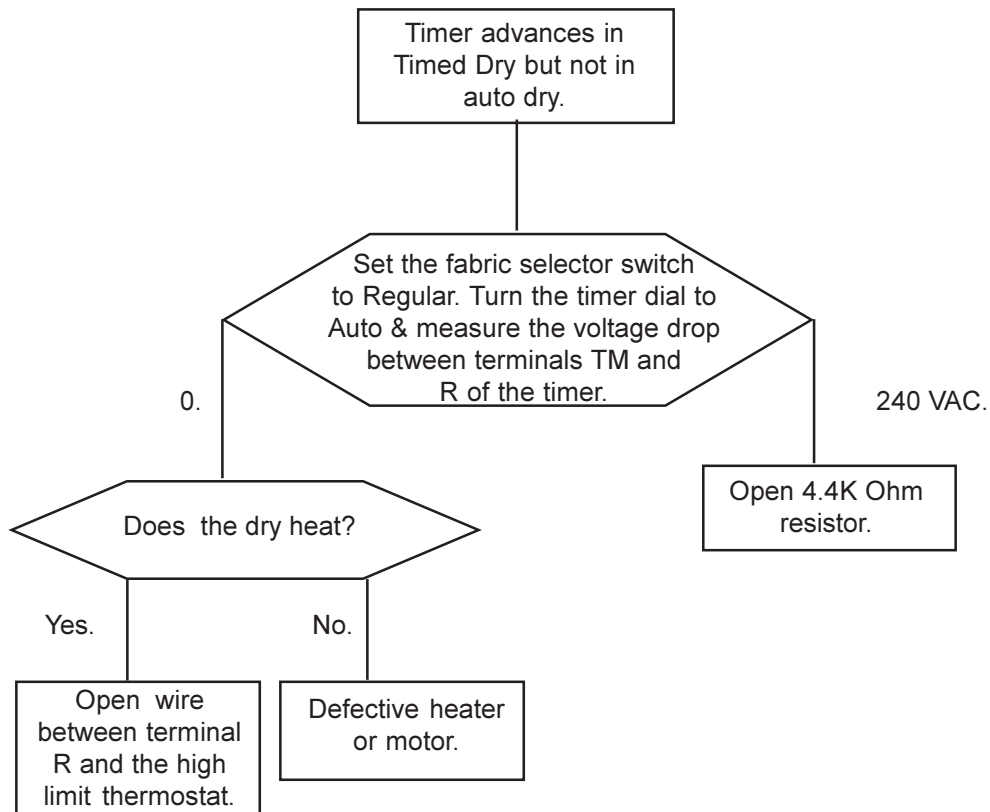 Timer advances in
Timed Dry but not in
auto dry.
Set the fabric selector switch
to Regular. Turn the timer dial to
Auto & measure the voltage drop
between terminals TM and
R of the timer.
0.
240 VAC.
Open 4.4K Ohm
resistor.
Does the dry heat?
Yes.
No.
Open wire
between terminal
R and the high
limit thermostat.
Defective heater
or motor.